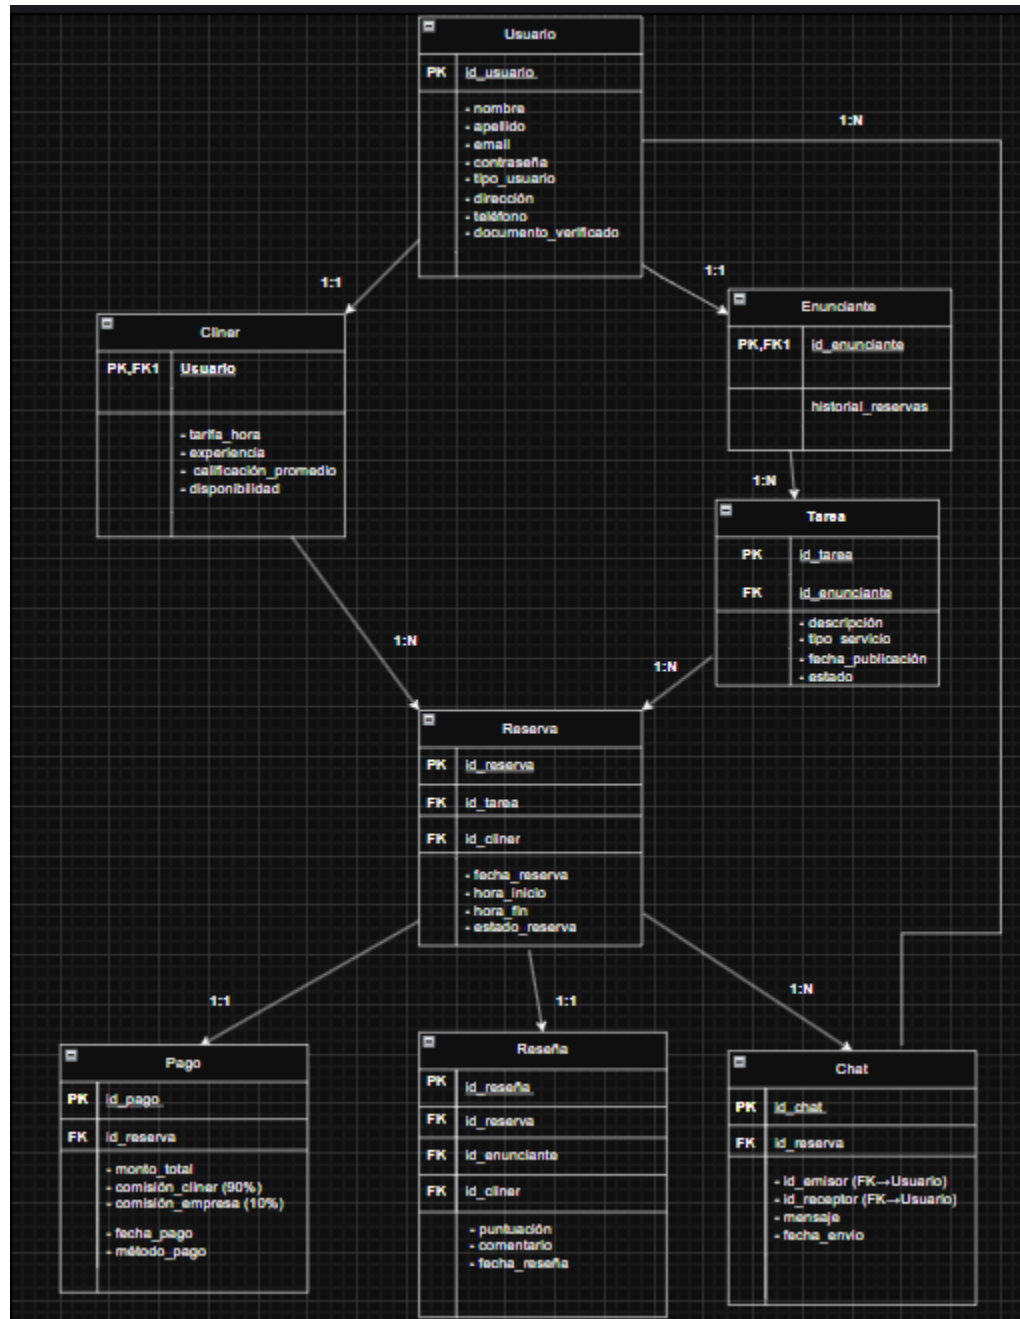 Usuario
PK id_usuario
- nombre
- apellido
- email
- contraseña
- tipo_usuario
- dirección
- teléfono
- documento_verificado
1:N
1:1
1:1
Cliner
PK,FK1 Usuario
- tarifa_hora
- experiencia
- calificación_promedio
- disponibilidad
Enunciante
PK,FK1 id_enunciante
historial_reservas
1:N
Tarea
PK id_tarea
FK id_enunciante
- descripción
- tipo_servicio
- fecha_publicación
- estado
1:N
1:N
Reserva
PK id_reserva
FK id_tarea
FK id_cliner
- fecha_reserva
- hora_inicio
- hora_fin
- estado_reserva
1:1
1:1
1:N
Pago
PK id_pago
FK id_reserva
- monto_total
- comisión_cliner (90%)
- comisión_empresa (10%)
- fecha_pago
- método_pago
Reseña
PK id_reseña
FK id_reserva
FK id_enunciante
FK id_cliner
- puntuación
- comentario
- fecha_reseña
Chat
PK id_chat
FK id_reserva
- id_emisor (FK→Usuario)
- id_receptor (FK→Usuario)
- mensaje
- fecha_envío